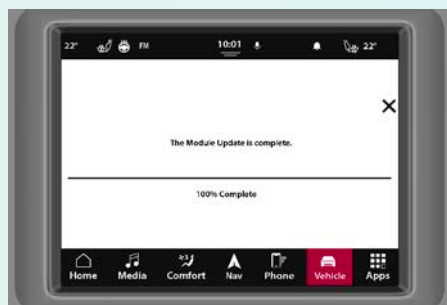 22° FM 10:01 22°
The Module Update is complete.
100% Complete
Home Media Comfort Nav Phone Vehicle Apps